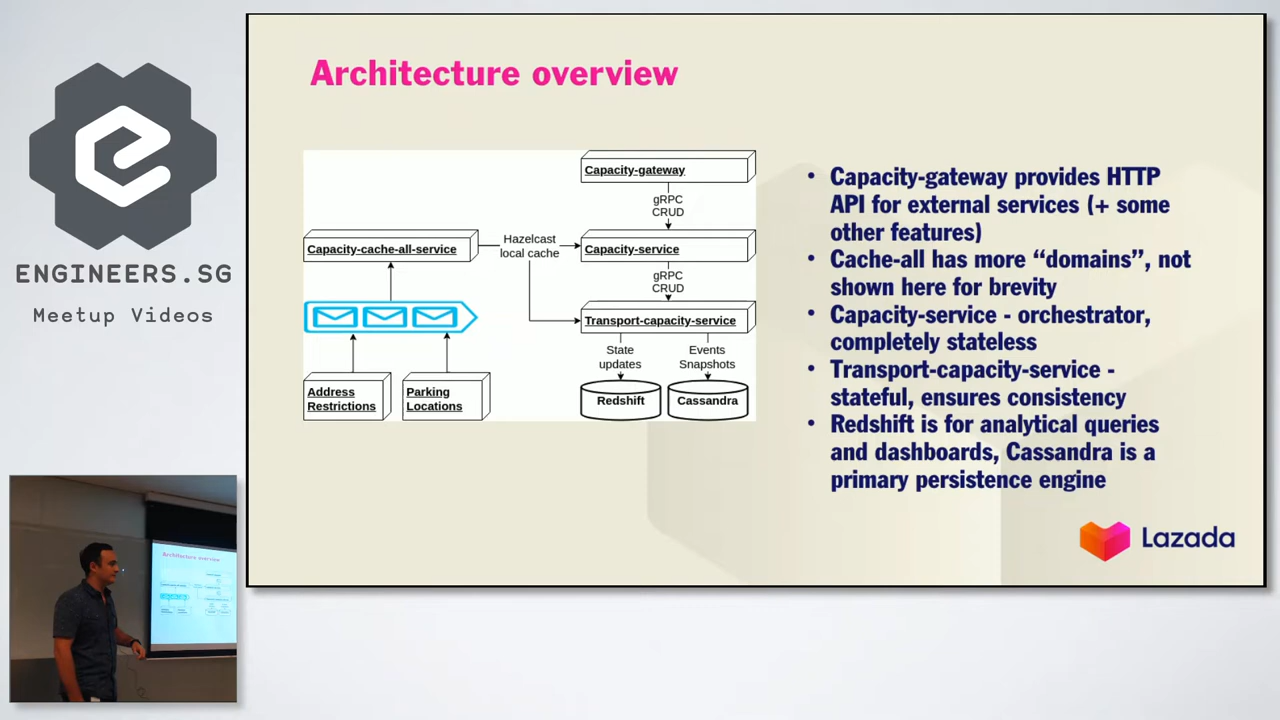 ENGINEERS.SG
Meetup Videos
Architecture overview
Capacity-gateway
gRPC
CRUD
Capacity-cache-all-service
Hazelcast
local cache
Capacity-service
gRPC
CRUD
Transport-capacity-service
State
updates
Events
Snapshots
Redshift
Cassandra
Address
Restrictions
Parking
Locations
• Capacity-gateway provides HTTP
API for external services (+ some
other features)
• Cache-all has more “domains”, not
shown here for brevity
• Capacity-service - orchestrator,
completely stateless
• Transport-capacity-service -
stateful, ensures consistency
• Redshift is for analytical queries
and dashboards, Cassandra is a
primary persistence engine
Lazada
Architecture overview